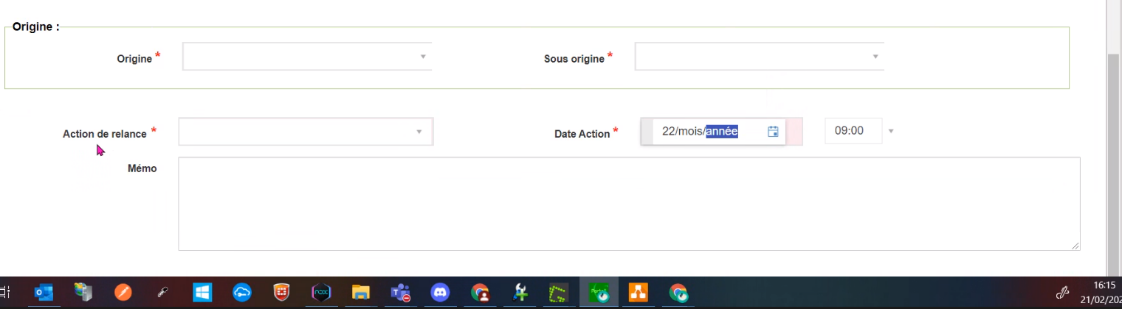 Origine :
Origine * Sous origine *
Action de relance * Date Action * 22/mois/année 09:00
Mémo
16:15
21/02/202